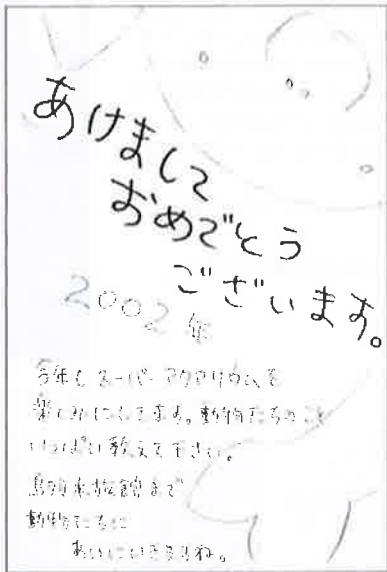 あけまして
おめでとう
ございます。
2002年
今年もスーパーアクアリウムを
楽しみにしてます。動物たちのこと
いっぱい教えて下さい。
鳥羽水族館まで
動物たちに
あいにいきますね。